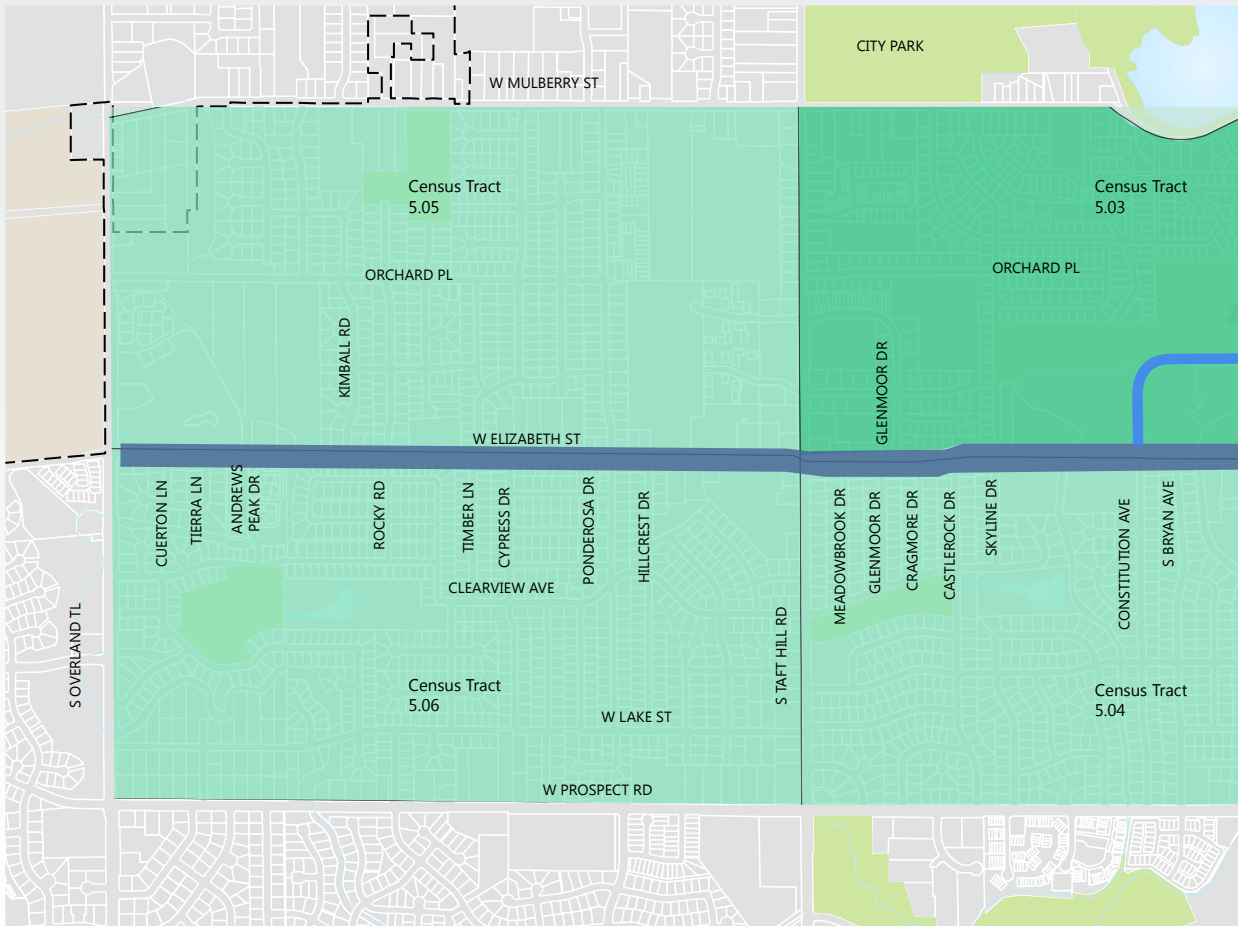 CITY PARK
W MULBERRY ST
Census Tract
5.05
Census Tract
5.03
ORCHARD PL
ORCHARD PL
KIMBALL RD
GLENMOOR DR
W ELIZABETH ST
CUERTON LN
TIERRA LN
ANDREWS
PEAK DR
ROCKY RD
TIMBER LN
CYPRESS DR
PONDEROSA DR
HILLCREST DR
MEADOWBROOK DR
GLENMOOR DR
CRAGMORE DR
CASTLEROCK DR
SKYLINE DR
CONSTITUTION AVE
S BRYAN AVE
CLEARVIEW AVE
S OVERLAND TL
S TAFT HILL RD
Census Tract
5.06
Census Tract
5.04
W LAKE ST
W PROSPECT RD